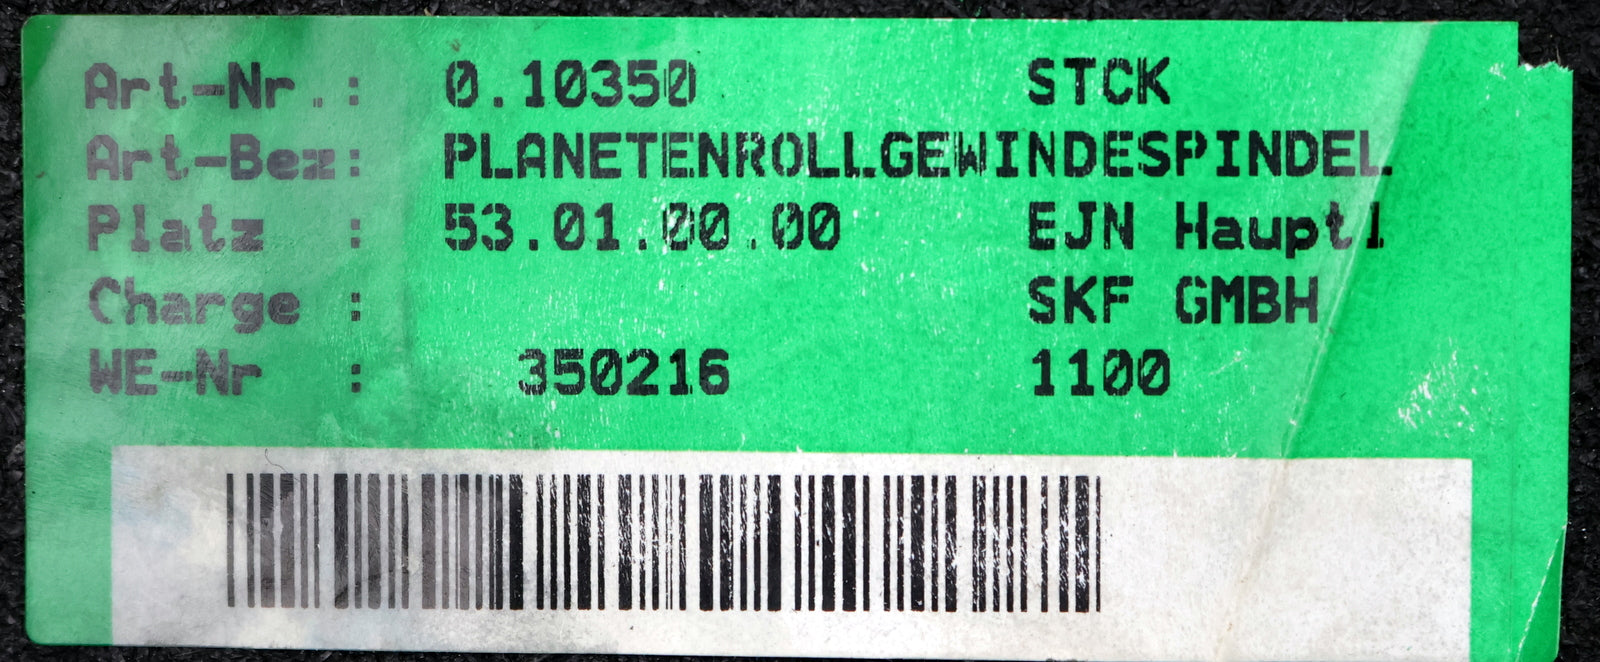 Art-Nr.: 0.10350 STCK
Art-Bez: PLANETENROLLGEWINDESPINDEL
Platz : 53.01.00.00 EJN Hauptl
Charge : SKF GMBH
WE-Nr : 350216 1100